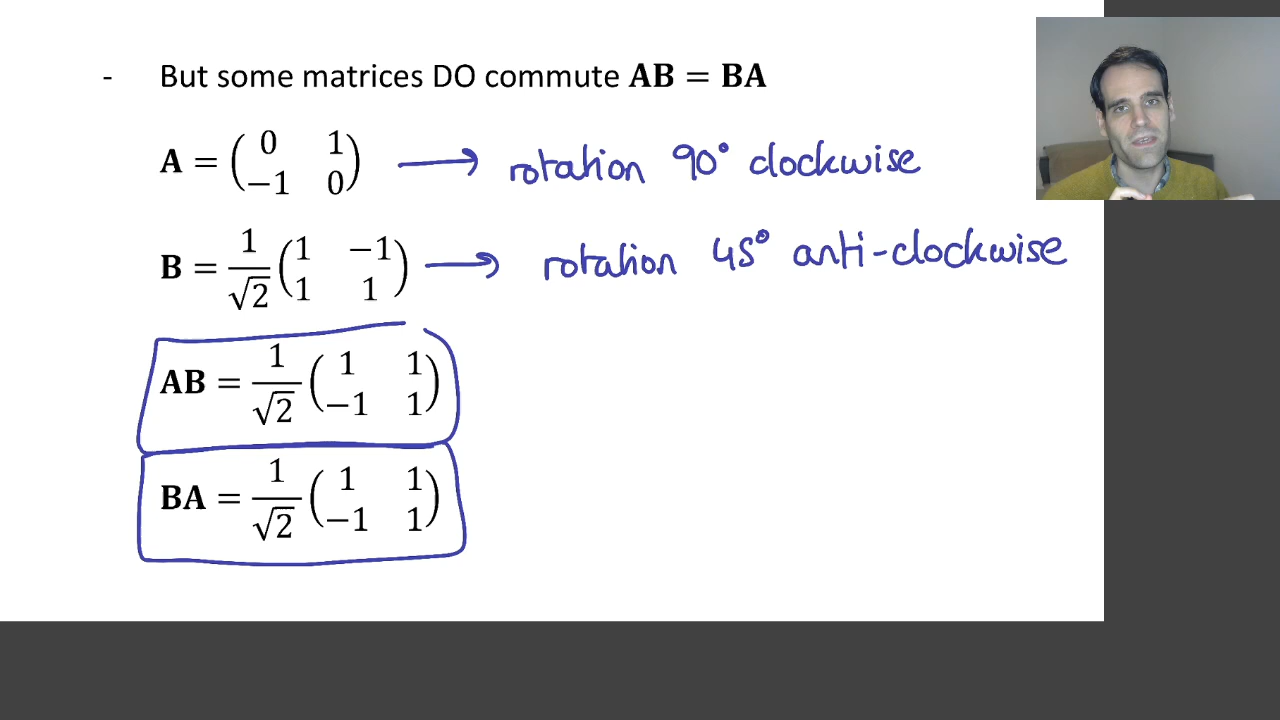 - But some matrices DO commute AB = BA
A = ( 0 1 −1 0 ) → rotation 90° clockwise
B = 1/√2 ( 1 −1 1 1 ) → rotation 45° anti-clockwise
AB = 1/√2 ( 1 1 −1 1 )
BA = 1/√2 ( 1 1 −1 1 )